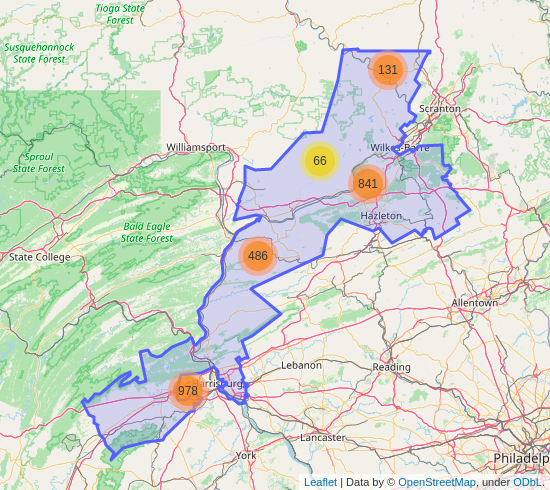 Tioga State
Forest
Susquehannock
State Forest
131
Scranton
Williamsport
Wilkes-Barre
Sproul
State Forest
66
841
Hazleton
Bald Eagle
State Forest
State College
486
Allentown
Lebanon
Reading
978
Harrisburg
Lancaster
York
Philadelp
Leaflet | Data by © OpenStreetMap, under ODbL.